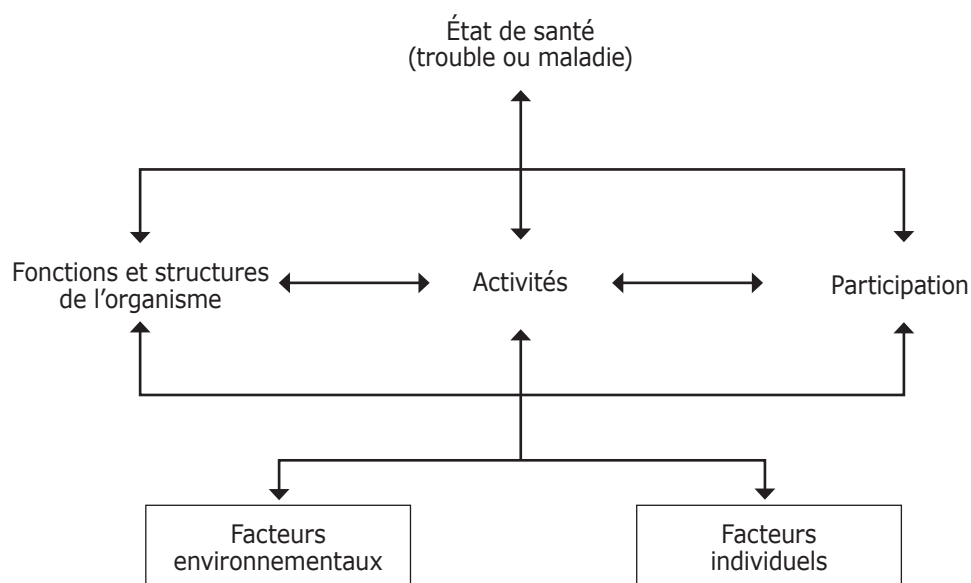 État de santé
(trouble ou maladie)
Fonctions et structures
de l’organisme
Activités
Participation
Facteurs
environnementaux
Facteurs
individuels